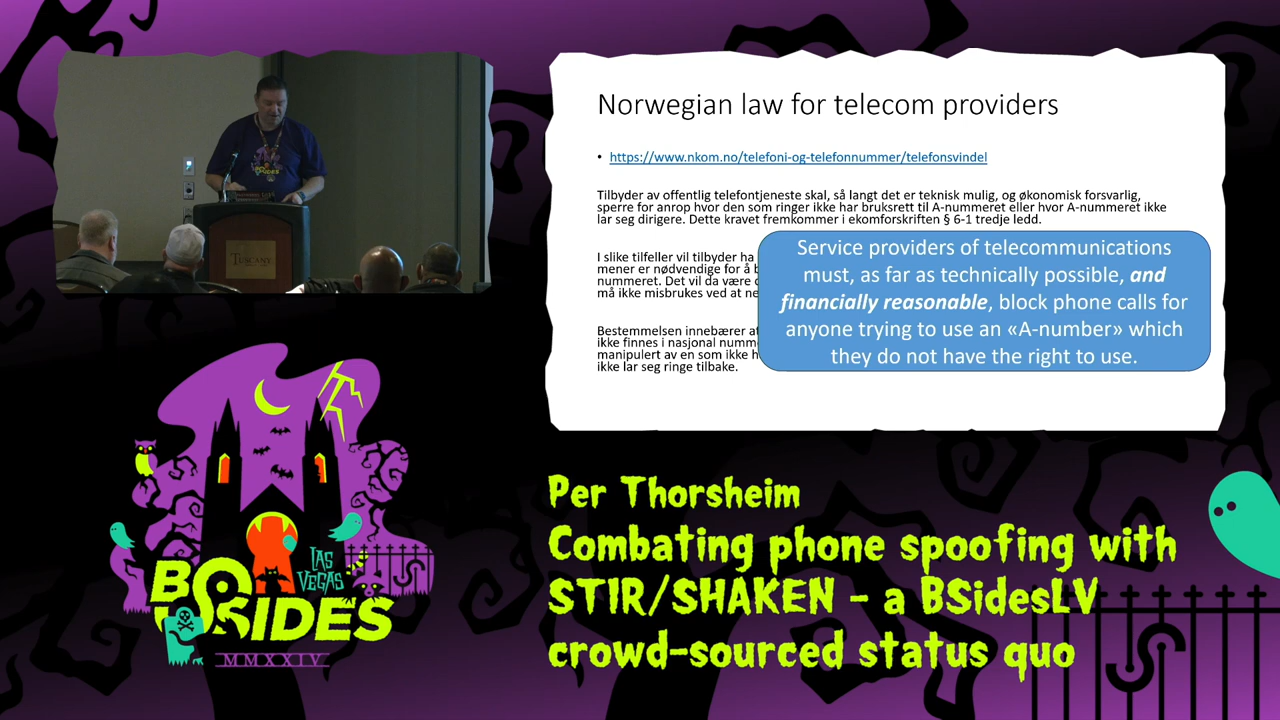 Norwegian law for telecom providers
• https://www.nkom.no/telefoni-og-telefonnummer/telefonsvindel
Tilbyder av offentlig telefontjeneste skal, så langt det er teknisk mulig, og økonomisk forsvarlig,
sperre for anrop hvor den som ringer ikke har bruksrett til A-nummeret eller hvor A-nummeret ikke
lar seg dirigere. Dette kravet fremkommer i ekomforskriften § 6-1 tredje ledd.
I slike tilfeller vil tilbyder ha
mener er nødvendige for å
nummeret. Det vil da være
må ikke misbrukes ved at
Bestemmelsen innebærer
ikke finnes i nasjonal
manipulert av en som ikke
ikke lar seg ringe tilbake.
Service providers of telecommunications
must, as far as technically possible, and
financially reasonable, block phone calls for
anyone trying to use an «A-number» which
they do not have the right to use.
TUSCANY
Per Thorsheim
Combating phone spoofing with
STIR/SHAKEN - a BSidesLV
crowd-sourced status quo
LAS
VEGAS
BSIDES
MMXXIV